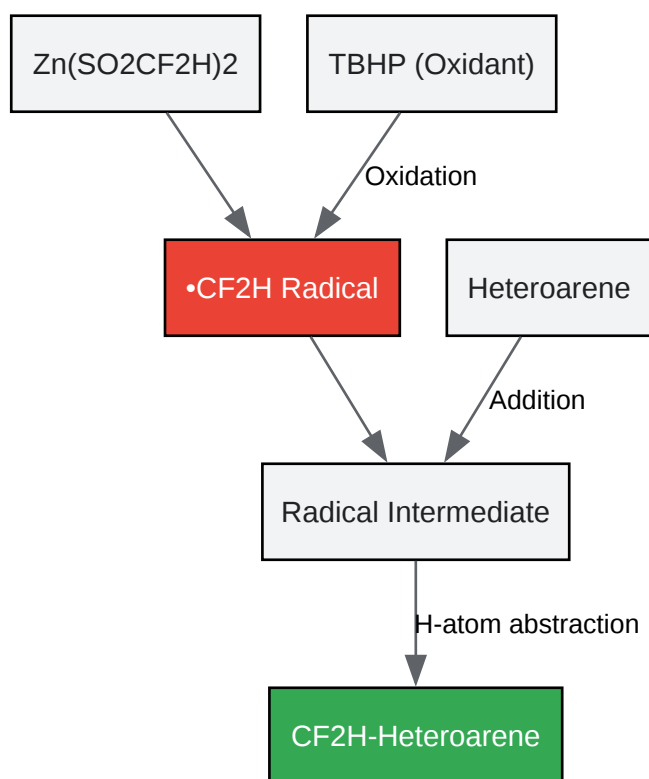 Zn(SO2CF2H)2
TBHP (Oxidant)
Oxidation
•CF2H Radical
Heteroarene
Addition
Radical Intermediate
H-atom abstraction
CF2H-Heteroarene